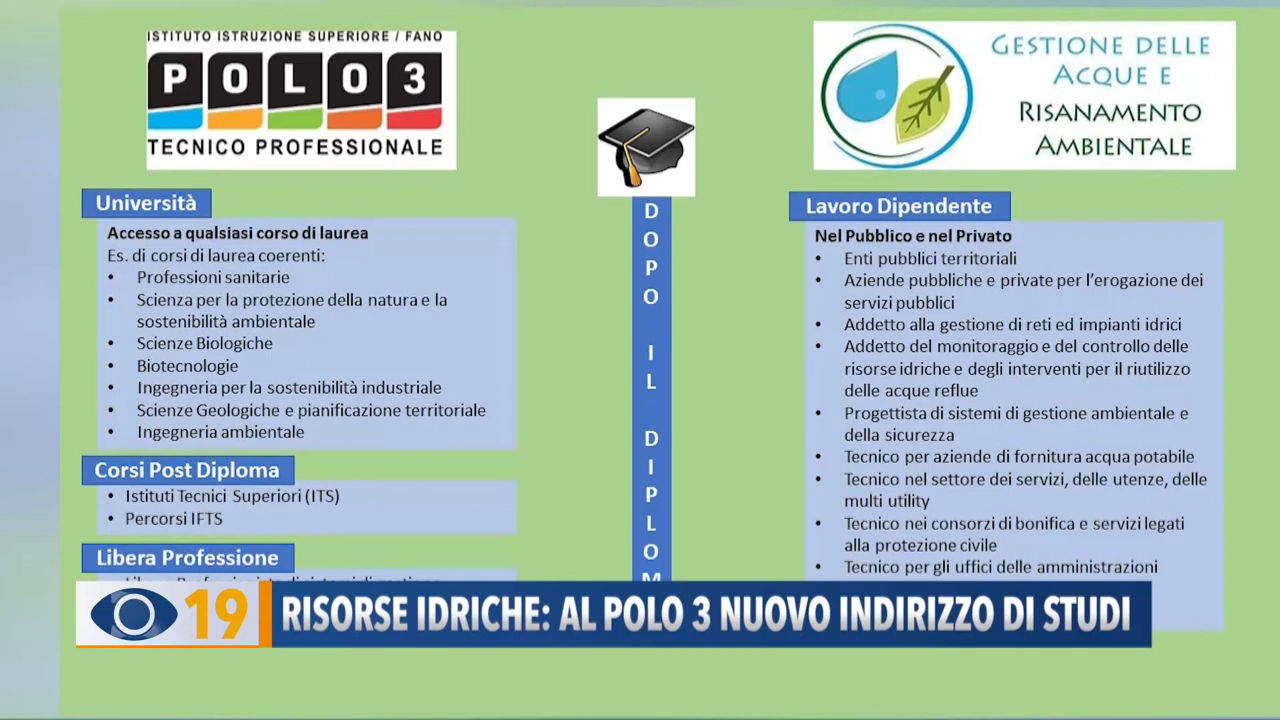 ISTITUTO ISTRUZIONE SUPERIORE / FANO
POLO3
TECNICO PROFESSIONALE
GESTIONE DELLE
ACQUE E
RISANAMENTO
AMBIENTALE
Università
Accesso a qualsiasi corso di laurea
Es. di corsi di laurea coerenti:
• Professioni sanitarie
• Scienza per la protezione della natura e la
sostenibilità ambientale
• Scienze Biologiche
• Biotecnologie
• Ingegneria per la sostenibilità industriale
• Scienze Geologiche e pianificazione territoriale
• Ingegneria ambientale
Corsi Post Diploma
• Istituti Tecnici Superiori (ITS)
• Percorsi IFTS
Libera Professione
D
O
P
O
I
L
D
I
P
L
O
M
Lavoro Dipendente
Nel Pubblico e nel Privato
• Enti pubblici territoriali
• Aziende pubbliche e private per l'erogazione dei
servizi pubblici
• Addetto alla gestione di reti ed impianti idrici
• Addetto del monitoraggio e del controllo delle
risorse idriche e degli interventi per il riutilizzo
delle acque reflue
• Progettista di sistemi di gestione ambientale e
della sicurezza
• Tecnico per aziende di fornitura acqua potabile
• Tecnico nel settore dei servizi, delle utenze, delle
multi utility
• Tecnico nei consorzi di bonifica e servizi legati
alla protezione civile
• Tecnico per gli uffici delle amministrazioni
19
RISORSE IDRICHE: AL POLO 3 NUOVO INDIRIZZO DI STUDI